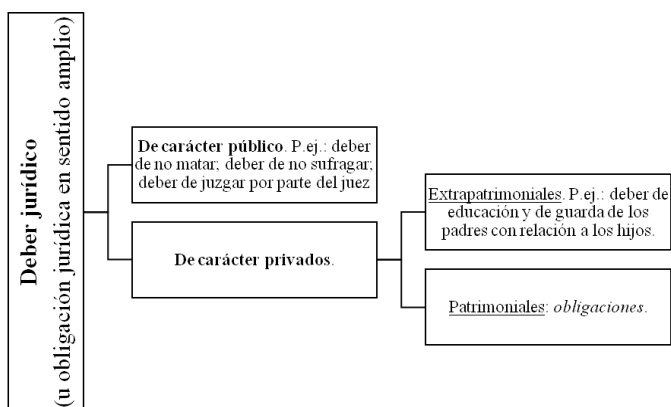 Deber jurídico
(u obligación jurídica en sentido amplio)
De carácter público. P.ej.: deber
de no matar; deber de no sufragar;
deber de juzgar por parte del juez
De carácter privados.
Extrapatrimoniales. P.ej.: deber de
educación y de guarda de los
padres con relación a los hijos.
Patrimoniales: obligaciones.